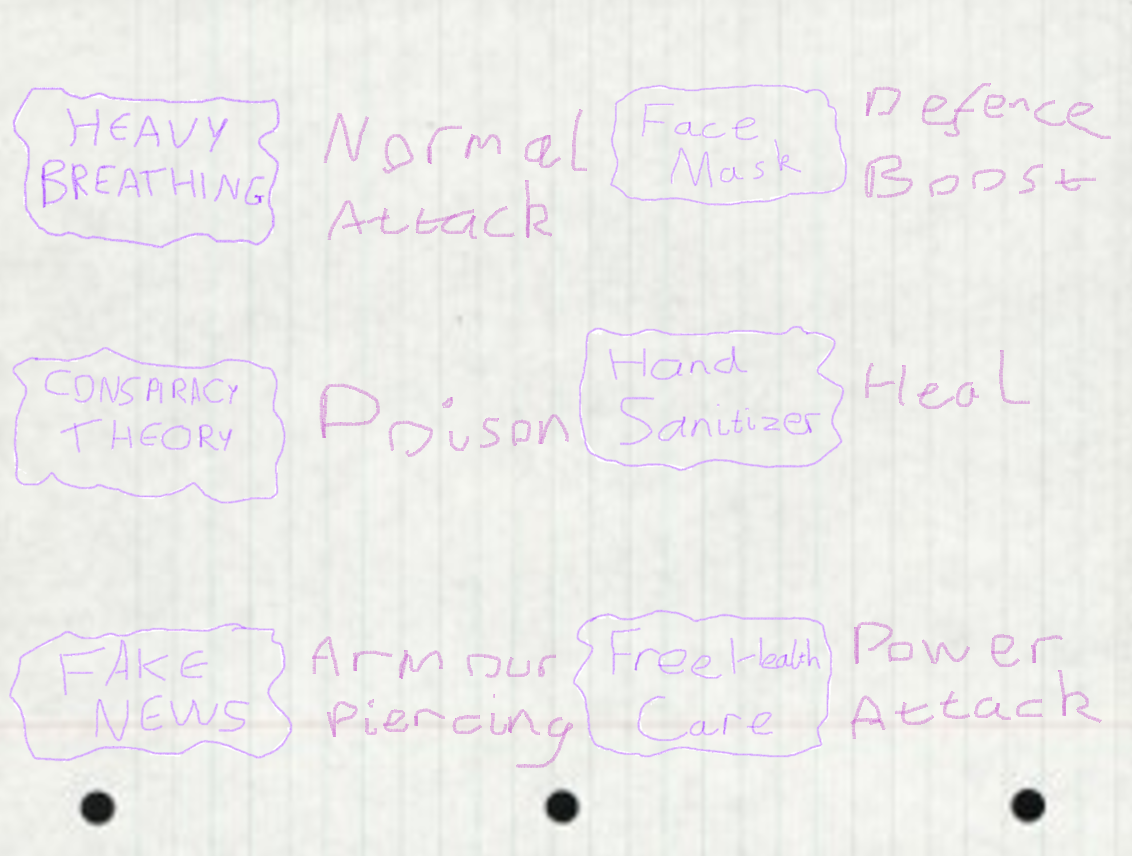 HEAVY
BREATHING
Normal
Attack
Face
Mask
Defence
Boost
CONSPIRACY
THEORY
Poison
Hand
Sanitizer
Heal
FAKE
NEWS
Armour
Piercing
Free Health
Care
Power
Attack